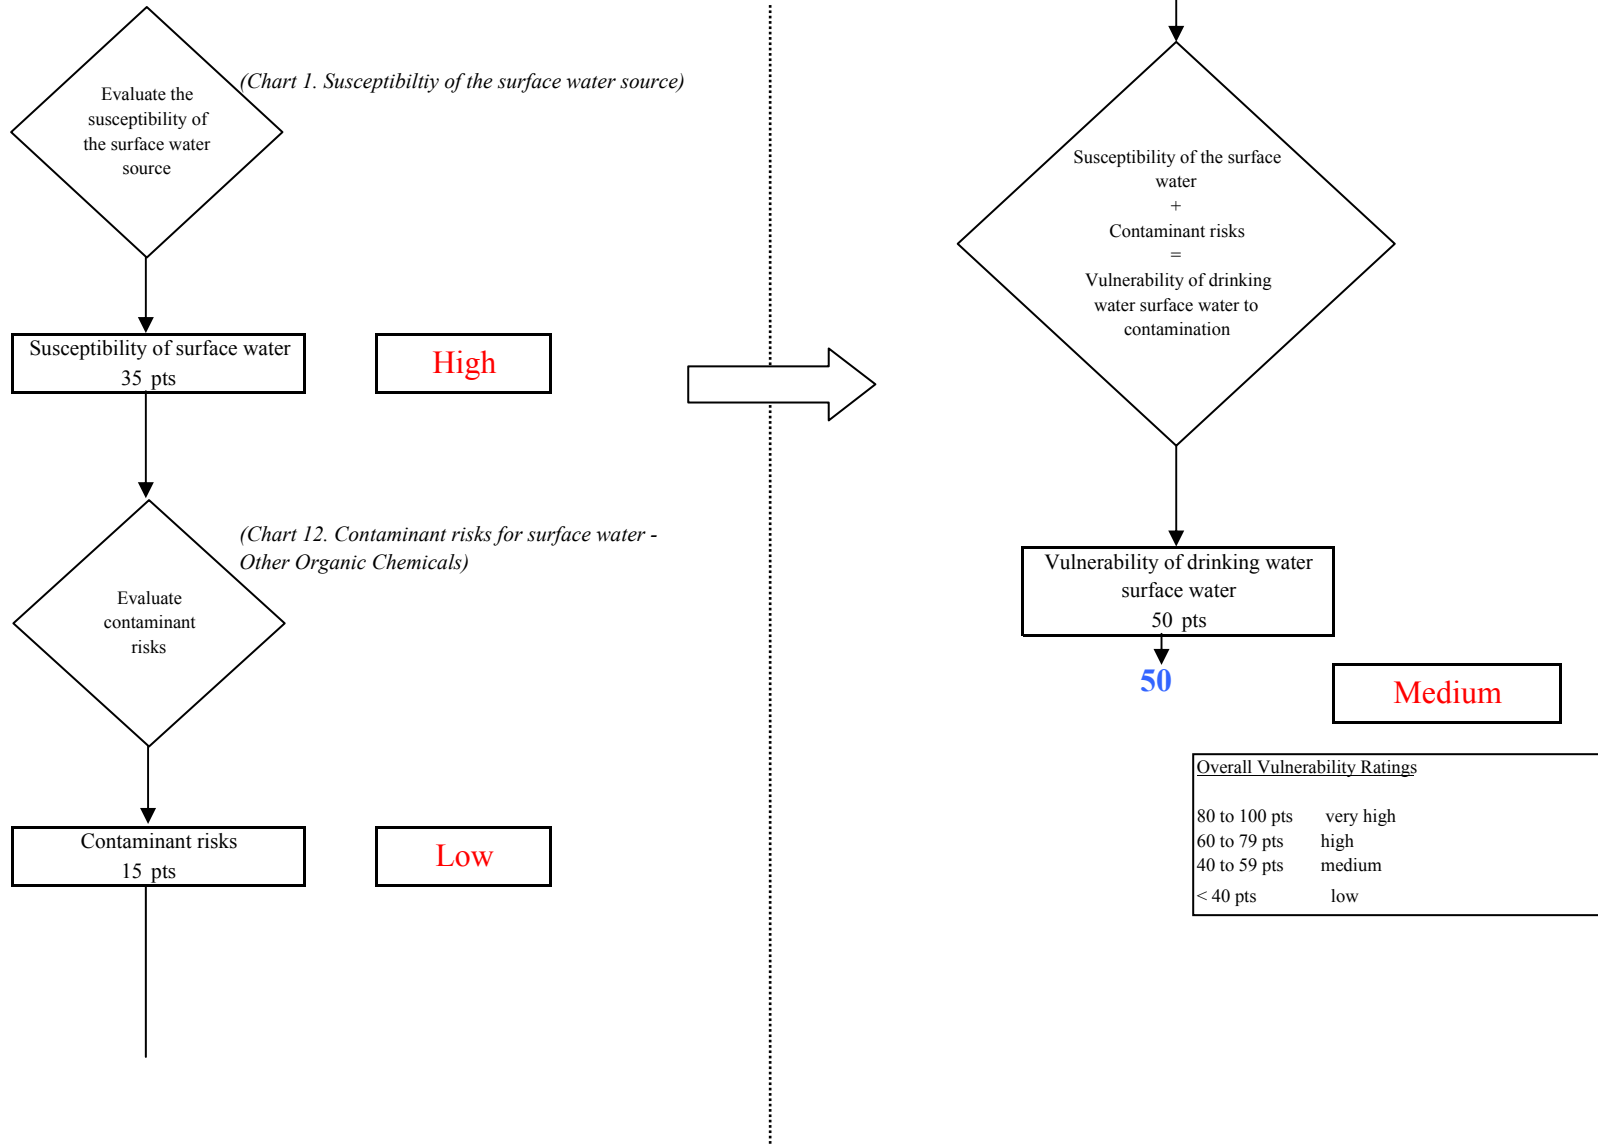 Evaluate the
susceptibility of
the surface water
source
(Chart 1. Susceptibiltiy of the surface water source)
Susceptibility of surface water
35 pts
High
(Chart 12. Contaminant risks for surface water -
Other Organic Chemicals)
Evaluate
contaminant
risks
Contaminant risks
15 pts
Low
Susceptibility of the surface
water
+
Contaminant risks
=
Vulnerability of drinking
water surface water to
contamination
Vulnerability of drinking water
surface water
50 pts
50
Medium
Overall Vulnerability Ratings
80 to 100 pts very high
60 to 79 pts high
40 to 59 pts medium
< 40 pts low